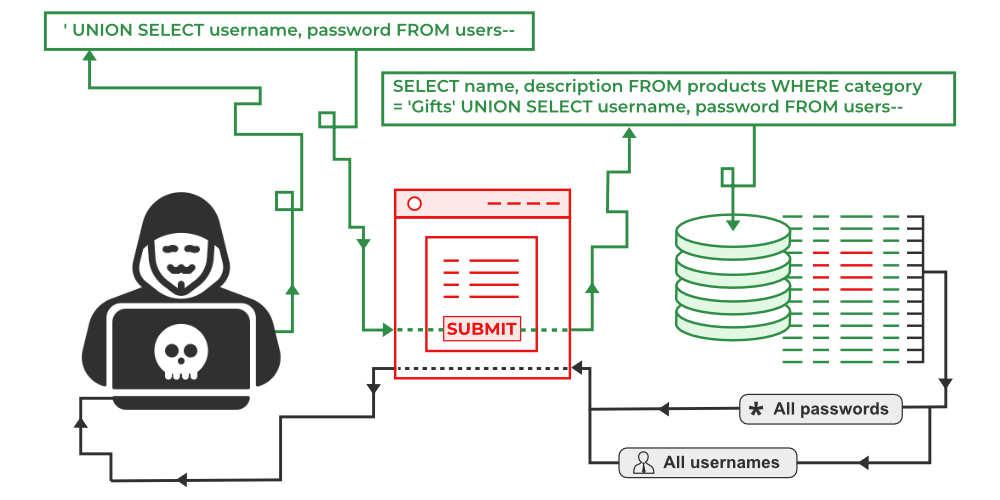 ' UNION SELECT username, password FROM users--
SELECT name, description FROM products WHERE category
= 'Gifts' UNION SELECT username, password FROM users--
SUBMIT
* All passwords
All usernames